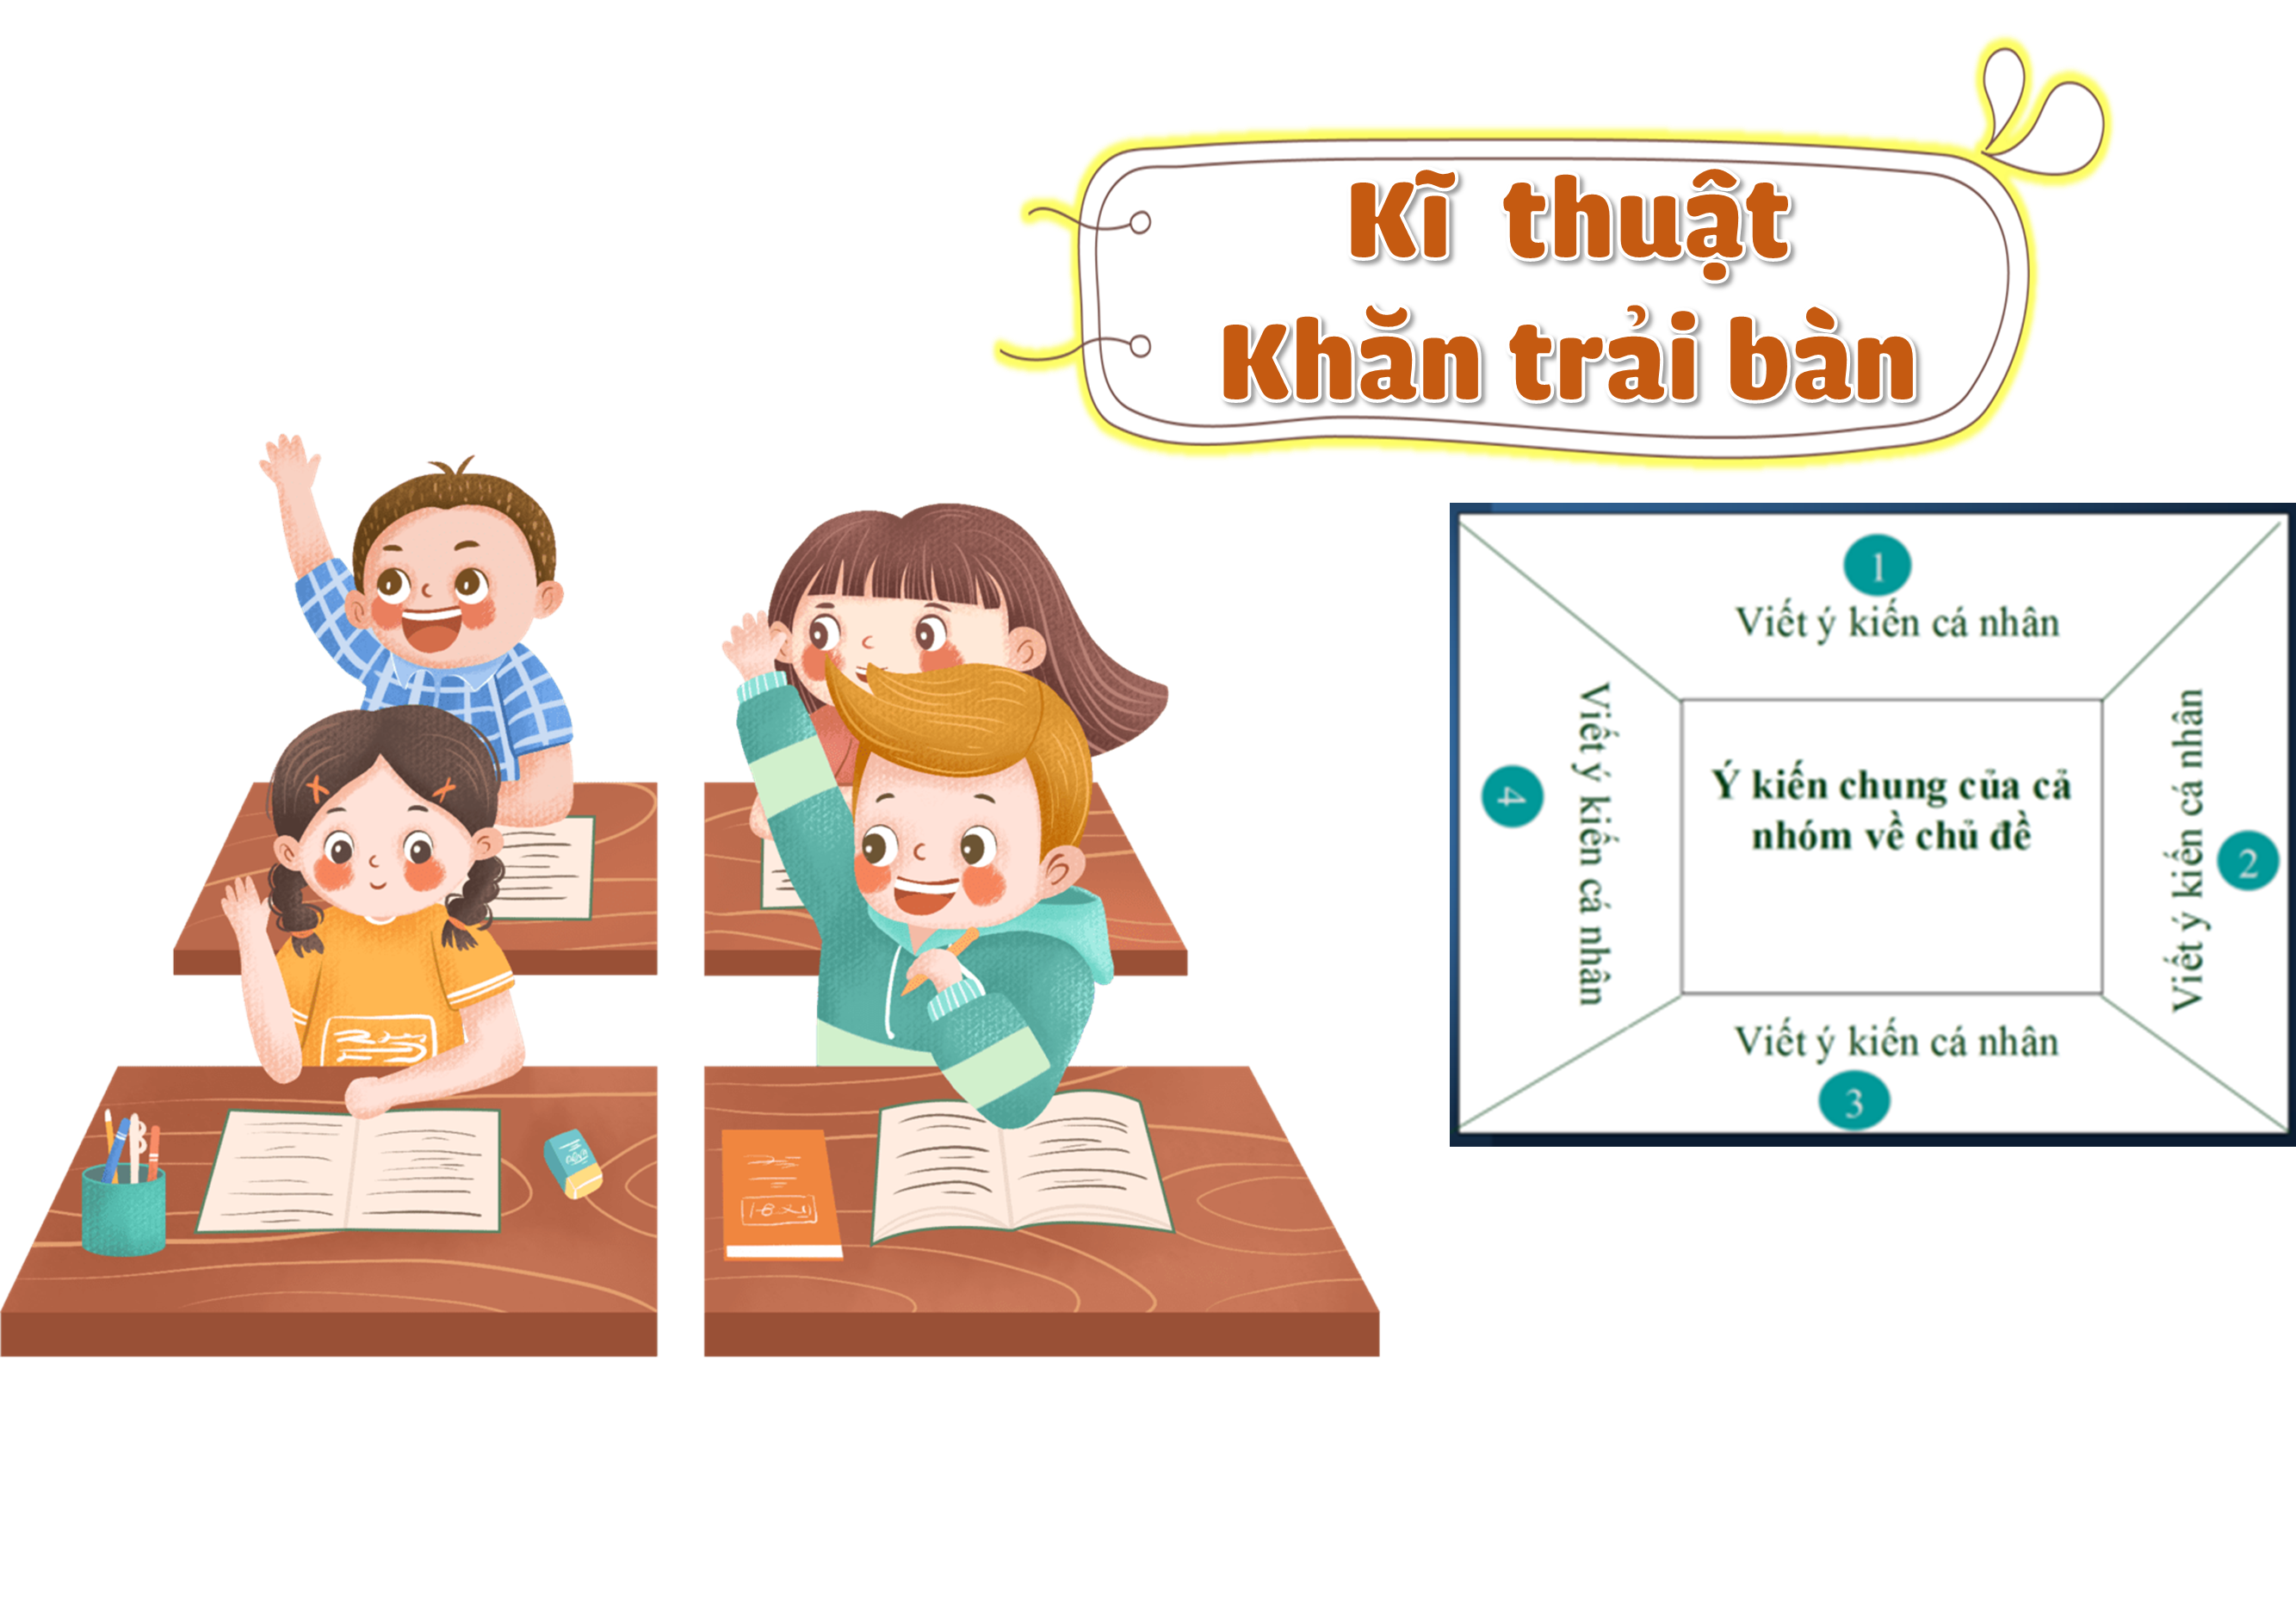 Kĩ thuật
Khăn trải bàn
1
Viết ý kiến cá nhân
4
Viết ý kiến cá nhân
Ý kiến chung của cả
nhóm về chủ đề
Viết ý kiến cá nhân
2
Viết ý kiến cá nhân
3